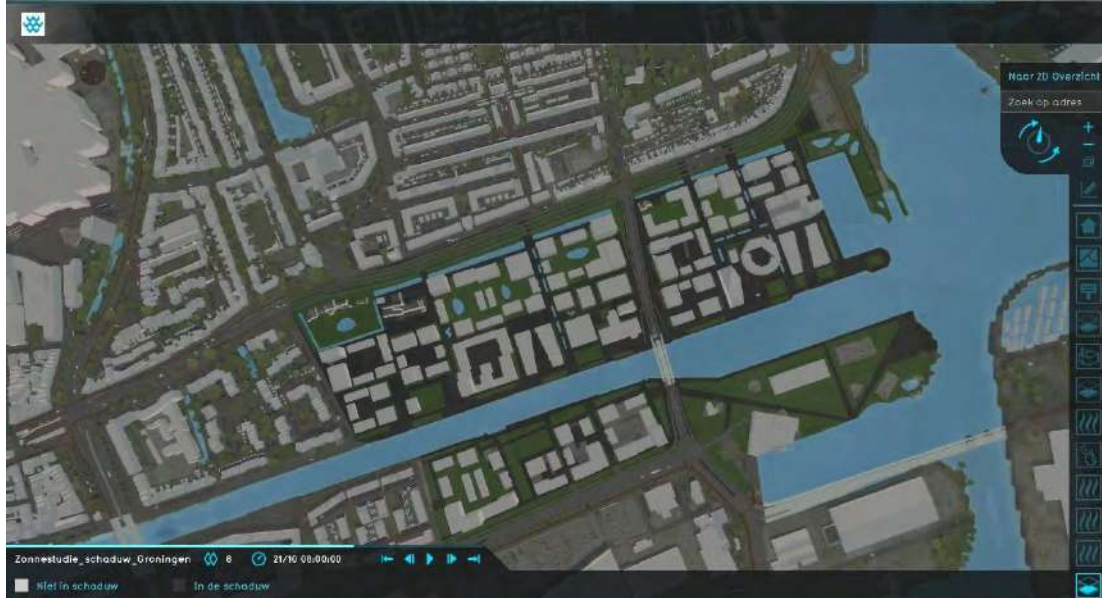 Naar 2D Overzicht
Zoek op adres
Zonnestudie_schaduw_Groningen 8 21/10 08:00:00
Niet in schaduw In de schaduw